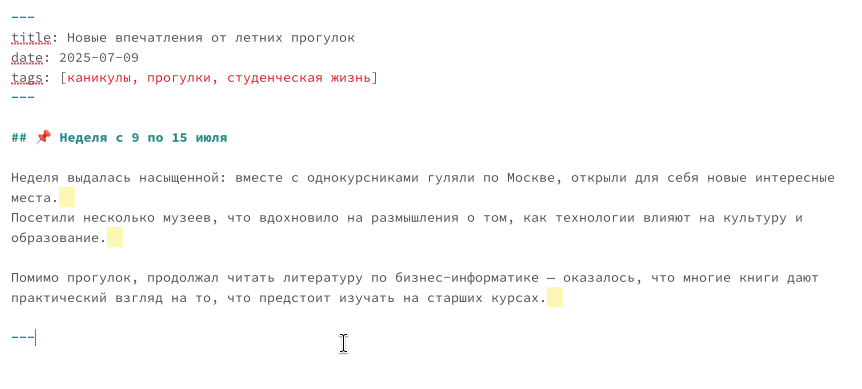 ---
title: Новые впечатления от летних прогулок
date: 2025-07-09
tags: [каникулы, прогулки, студенческая жизнь]
---
## 📌 Неделя с 9 по 15 июля
Неделя выдалась насыщенной: вместе с однокурсниками гуляли по Москве, открыли для себя новые интересные
места.
Посетили несколько музеев, что вдохновило на размышления о том, как технологии влияют на культуру и
образование.
Помимо прогулок, продолжал читать литературу по бизнес-информатике — оказалось, что многие книги дают
практический взгляд на то, что предстоит изучать на старших курсах.
---